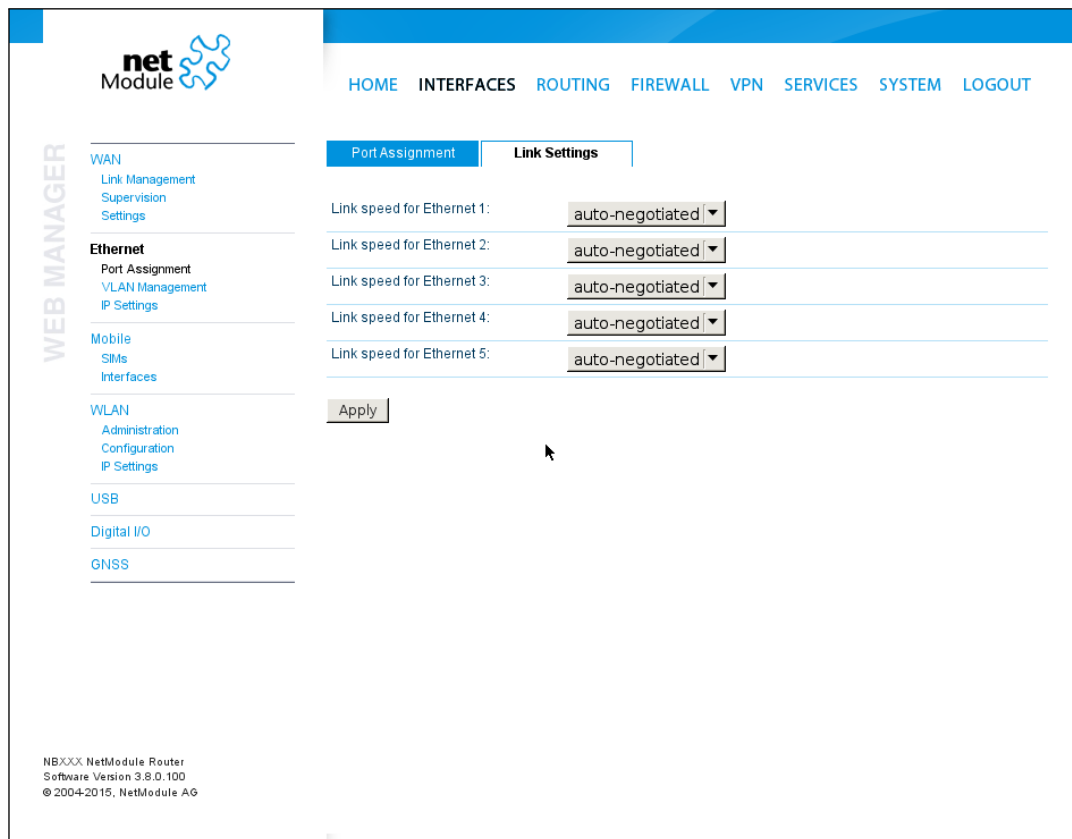 net
Module
HOME INTERFACES ROUTING FIREWALL VPN SERVICES SYSTEM LOGOUT
WEB MANAGER
WAN
Link Management
Supervision
Settings
Ethernet
Port Assignment
VLAN Management
IP Settings
Mobile
SIMs
Interfaces
WLAN
Administration
Configuration
IP Settings
USB
Digital I/O
GNSS
Port Assignment Link Settings
Link speed for Ethernet 1: auto-negotiated
Link speed for Ethernet 2: auto-negotiated
Link speed for Ethernet 3: auto-negotiated
Link speed for Ethernet 4: auto-negotiated
Link speed for Ethernet 5: auto-negotiated
Apply
NBXXX NetModule Router
Software Version 3.8.0.100
© 2004-2015, NetModule AG